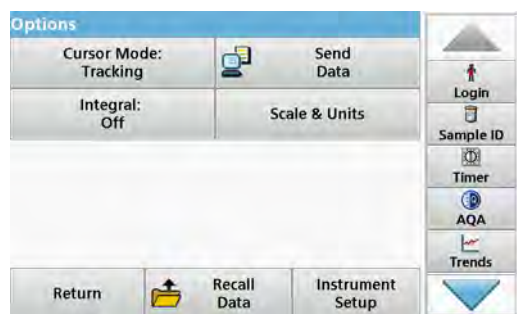 Options
Cursor Mode:
Tracking
Send
Data
Integral:
Off
Scale & Units
Return
Recall
Data
Instrument
Setup
Login
Sample ID
Timer
AQA
Trends